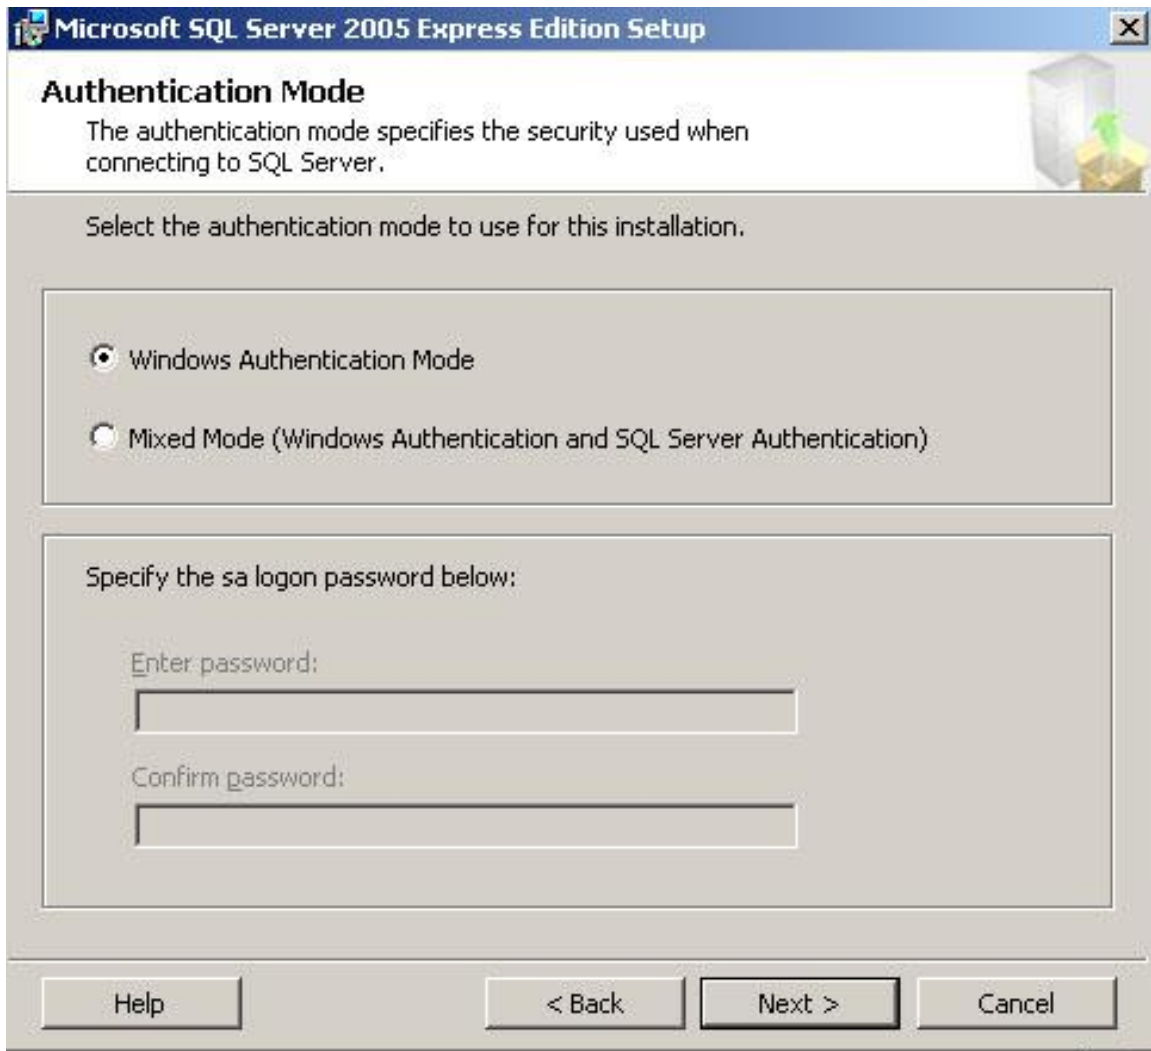 Microsoft SQL Server 2005 Express Edition Setup
Authentication Mode
The authentication mode specifies the security used when
connecting to SQL Server.
Select the authentication mode to use for this installation.
Windows Authentication Mode
Mixed Mode (Windows Authentication and SQL Server Authentication)
Specify the sa logon password below:
Enter password:
Confirm password:
Help
< Back
Next >
Cancel